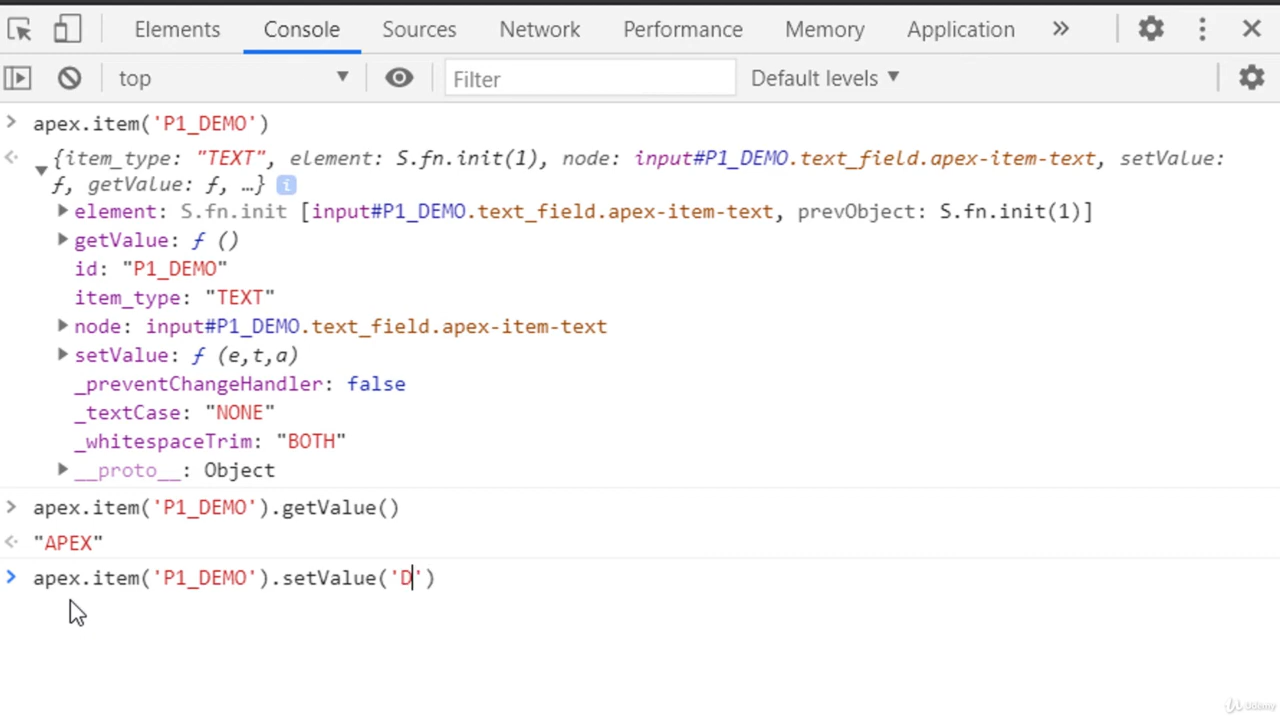 Elements Console Sources Network Performance Memory Application »
top Filter Default levels
> apex.item('P1_DEMO')
{item_type: "TEXT", element: S.fn.init(1), node: input#P1_DEMO.text_field.apex-item-text, setValue:
ƒ, getValue: ƒ, …} i
element: S.fn.init [input#P1_DEMO.text_field.apex-item-text, prevObject: S.fn.init(1)]
getValue: ƒ ()
id: "P1_DEMO"
item_type: "TEXT"
node: input#P1_DEMO.text_field.apex-item-text
setValue: ƒ (e,t,a)
_preventChangeHandler: false
_textCase: "NONE"
_whitespaceTrim: "BOTH"
__proto__: Object
> apex.item('P1_DEMO').getValue()
"APEX"
> apex.item('P1_DEMO').setValue('D')
Udemy